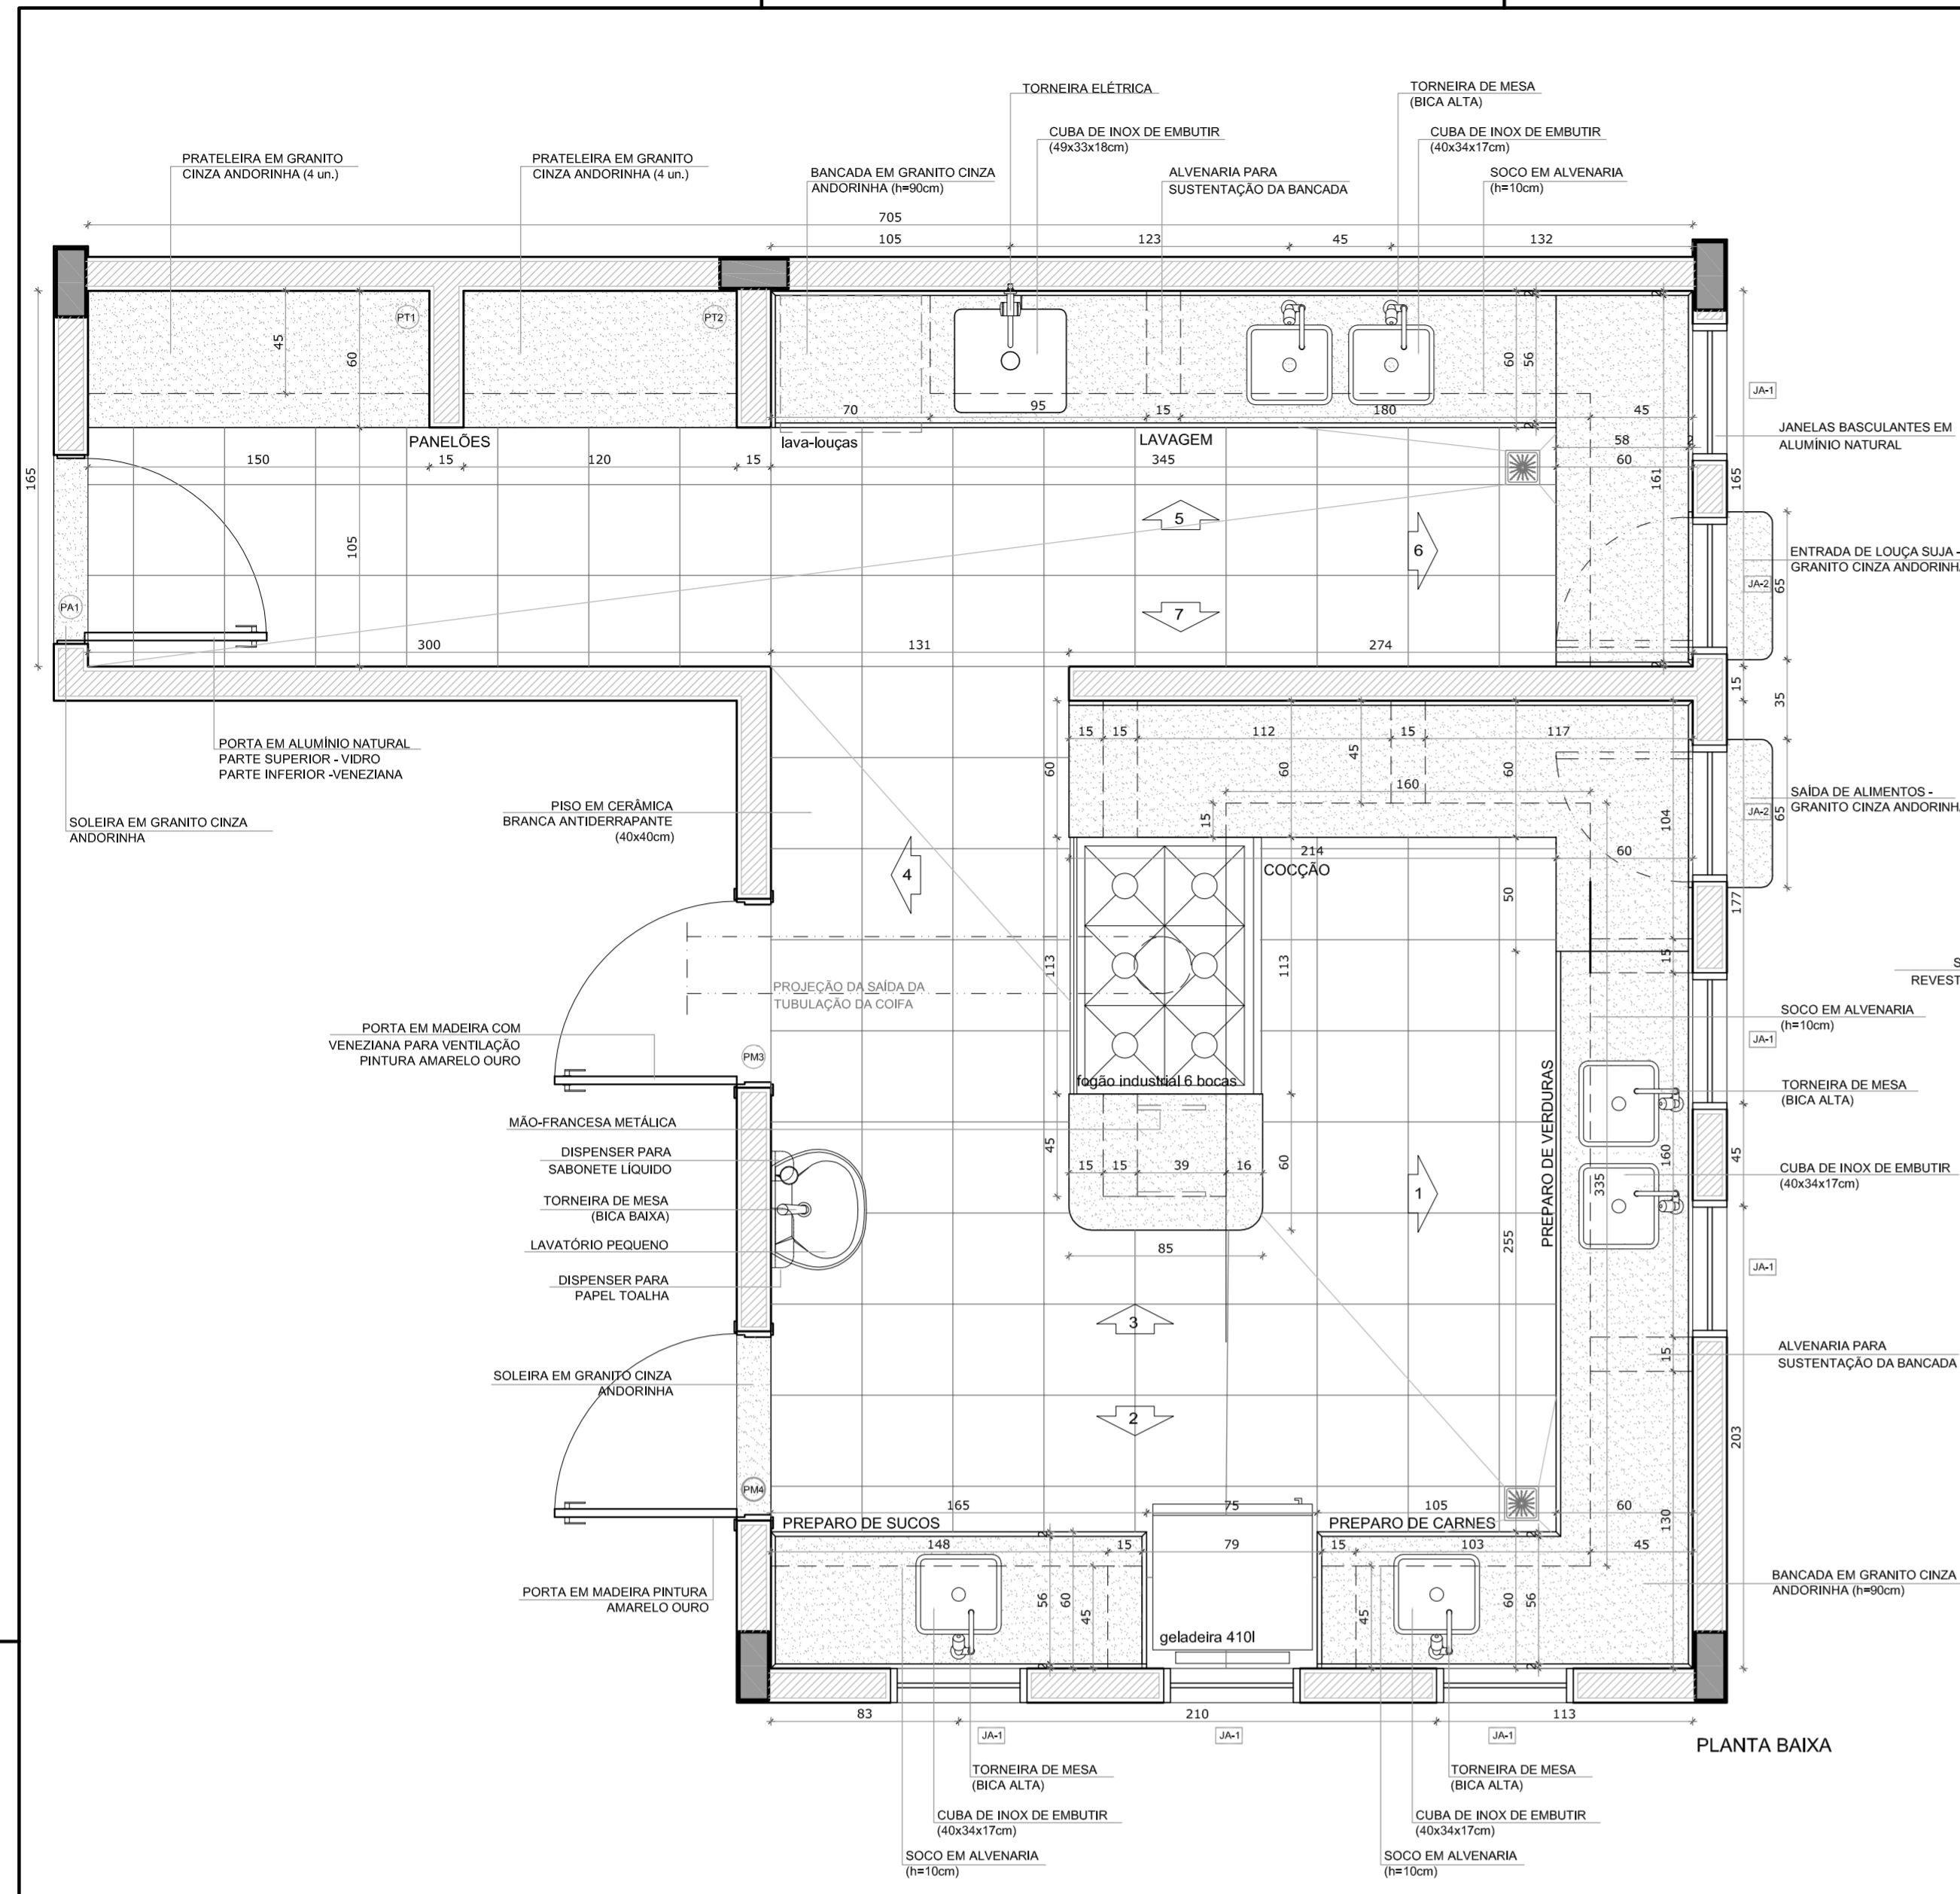 TORNEIRA ELÉTRICA
TORNEIRA DE MESA
(BICA ALTA)
CUBA DE INOX DE EMBUTIR
(49x33x18cm)
CUBA DE INOX DE EMBUTIR
(40x34x17cm)
PRATELEIRA EM GRANITO
CINZA ANDORINHA (4 un.)
PRATELEIRA EM GRANITO
CINZA ANDORINHA (4 un.)
BANCADA EM GRANITO CINZA
ANDORINHA (h=90cm)
ALVENARIA PARA
SUSTENTAÇÃO DA BANCADA
SOCO EM ALVENARIA
(h=10cm)
705
105
123
45
132
PT1
PT2
45
60
2
2
60
56
JA-1
70
95
15
180
45
2
PANELÕES
lava-louças
LAVAGEM
58
2
JANELAS BASCULANTES EM
ALUMÍNIO NATURAL
150
15
120
15
345
60
165
161
165
105
5
6
ENTRADA DE LOUÇA SUJA -
GRANITO CINZA ANDORINH
JA-2
65
PA1
7
300
131
274
2
15
35
PORTA EM ALUMÍNIO NATURAL
PARTE SUPERIOR - VIDRO
PARTE INFERIOR -VENEZIANA
15
15
112
15
117
45
60
60
60
160
SOLEIRA EM GRANITO CINZA
ANDORINHA
PISO EM CERÂMICA
BRANCA ANTIDERRAPANTE
(40x40cm)
15
104
SAÍDA DE ALIMENTOS -
GRANITO CINZA ANDORINH
JA-2
65
214
60
COCÇÃO
4
50
177
113
113
15
S
REVEST
PROJEÇÃO DA SAÍDA DA
TUBULAÇÃO DA COIFA
SOCO EM ALVENARIA
(h=10cm)
PORTA EM MADEIRA COM
VENEZIANA PARA VENTILAÇÃO
PINTURA AMARELO OURO
PM3
JA-1
fogão industrial 6 bocas
TORNEIRA DE MESA
(BICA ALTA)
MÃO-FRANCESA METÁLICA
DISPENSER PARA
SABONETE LÍQUIDO
45
15
15
39
16
60
PREPARO DE VERDURAS
160
45
335
CUBA DE INOX DE EMBUTIR
(40x34x17cm)
TORNEIRA DE MESA
(BICA BAIXA)
1
LAVATÓRIO PEQUENO
85
255
DISPENSER PARA
PAPEL TOALHA
JA-1
3
ALVENARIA PARA
SUSTENTAÇÃO DA BANCADA
15
SOLEIRA EM GRANITO CINZA
ANDORINHA
2
203
PM4
165
75
105
60
130
PREPARO DE SUCOS
PREPARO DE CARNES
148
2
15
79
15
103
2
45
PORTA EM MADEIRA PINTURA
AMARELO OURO
56
60
45
45
60
56
BANCADA EM GRANITO CINZA
ANDORINHA (h=90cm)
geladeira 410l
2
2
83
210
113
JA-1
JA-1
JA-1
PLANTA BAIXA
TORNEIRA DE MESA
(BICA ALTA)
TORNEIRA DE MESA
(BICA ALTA)
CUBA DE INOX DE EMBUTIR
(40x34x17cm)
CUBA DE INOX DE EMBUTIR
(40x34x17cm)
SOCO EM ALVENARIA
(h=10cm)
SOCO EM ALVENARIA
(h=10cm)